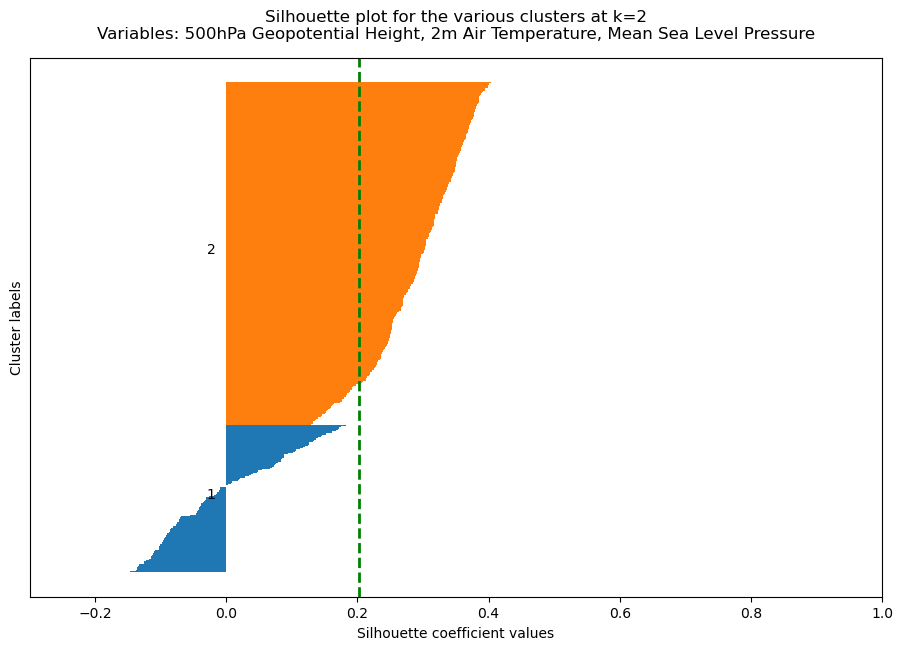 Silhouette plot for the various clusters at k=2
Variables: 500hPa Geopotential Height, 2m Air Temperature, Mean Sea Level Pressure
2
Cluster labels
1
−0.2 0.0 0.2 0.4 0.6 0.8 1.0
Silhouette coefficient values